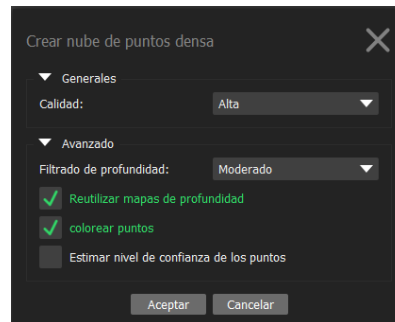 Crear nube de puntos densa
Generales
Calidad: Alta
Avanzado
Filtrado de profundidad: Moderado
Reutilizar mapas de profundidad
colorear puntos
Estimar nivel de confianza de los puntos
Aceptar Cancelar